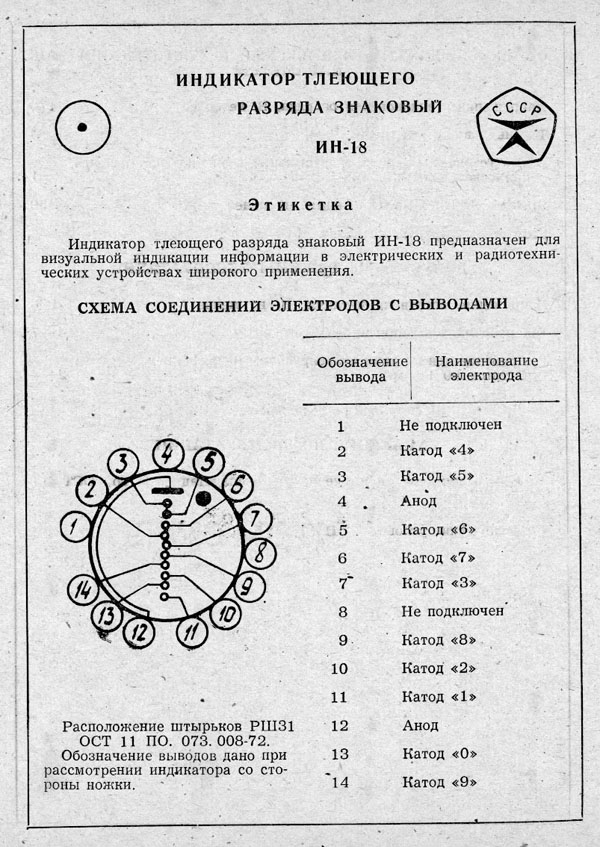 ИНДИКАТОР ТЛЕЮЩЕГО
РАЗРЯДА ЗНАКОВЫЙ
ИН-18
СССР
Этикетка
Индикатор тлеющего разряда знаковый ИН-18 предназначен для
визуальной индикации информации в электрических и радиотехни-
ческих устройствах широкого применения.
СХЕМА СОЕДИНЕНИЙ ЭЛЕКТРОДОВ С ВЫВОДАМИ
Обозначение вывода
Наименование электрода
1 Не подключен
2 Катод «4»
3 Катод «5»
4 Анод
5 Катод «6»
6 Катод «7»
7 Катод «3»
8 Не подключен
9 Катод «8»
10 Катод «2»
11 Катод «1»
12 Анод
13 Катод «0»
14 Катод «9»
1
2
3
4
5
6
7
8
9
10
11
12
13
14
Расположение штырьков РШ31
ОСТ 11 ПО. 073. 008-72.
Обозначение выводов дано при
рассмотрении индикатора со сто-
роны ножки.